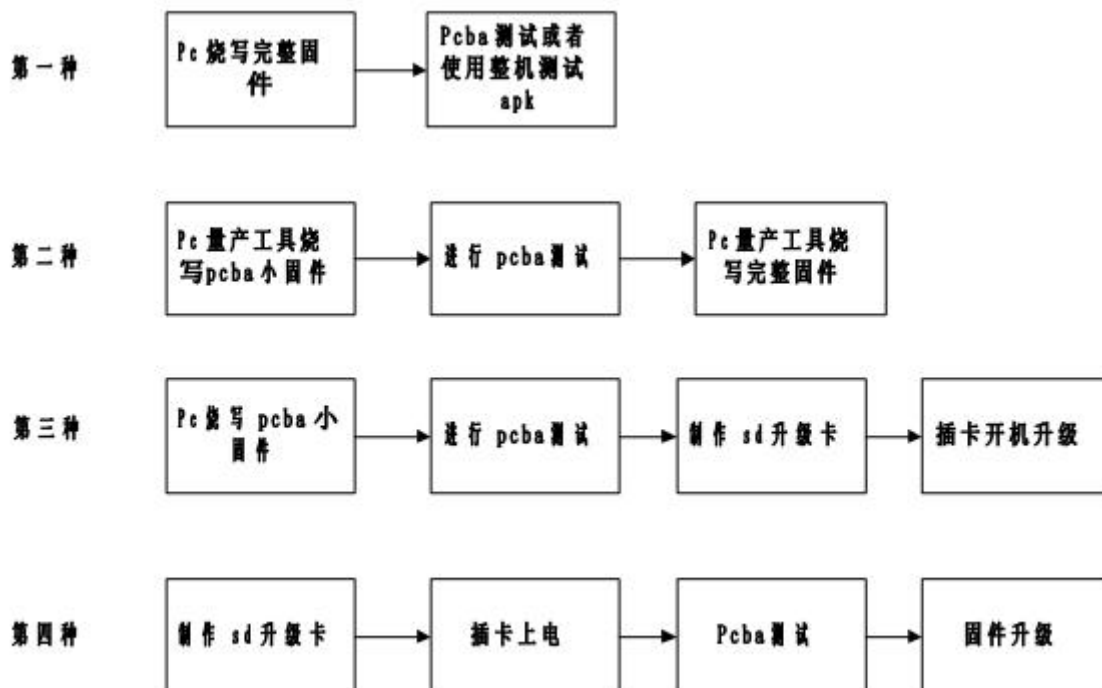 第一种
Pc烧写完整固
件
Pcba测试或者
使用整机测试
apk
第二种
Pc量产工具烧
写pcba小固件
进行 pcba测试
Pc量产工具烧
写完整固件
第三种
Pc烧写 pcba小
固件
进行 pcba测试
制作 sd升级卡
插卡开机升级
第四种
制作 sd升级卡
插卡上电
Pcba测试
固件升级